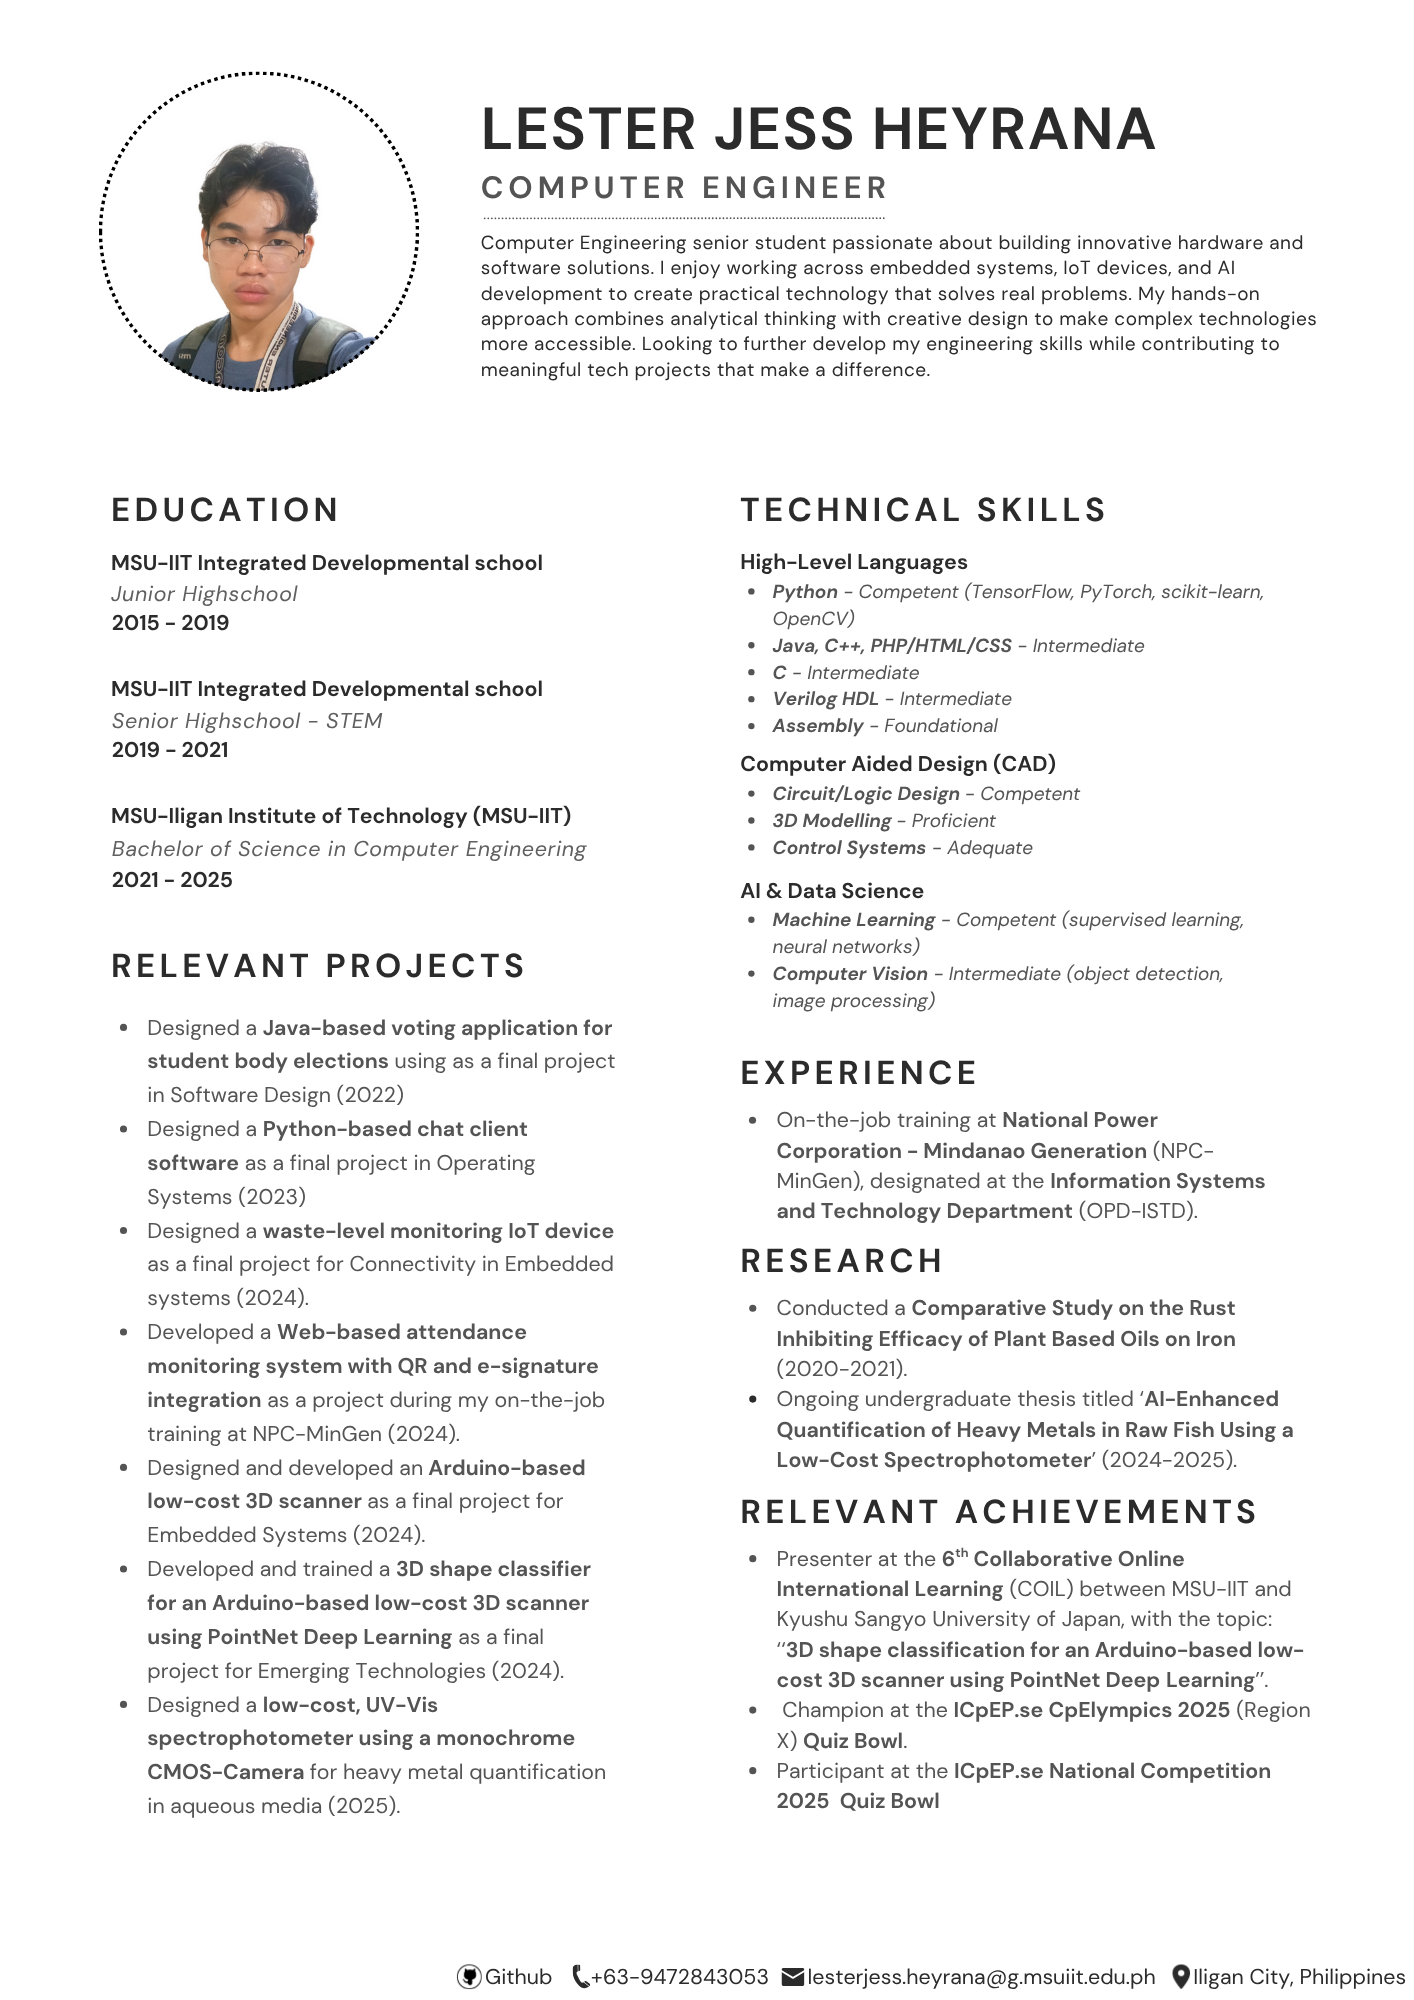 LESTER JESS HEYRANA
COMPUTER ENGINEER
Computer Engineering senior student passionate about building innovative hardware and
software solutions. I enjoy working across embedded systems, IoT devices, and AI
development to create practical technology that solves real problems. My hands-on
approach combines analytical thinking with creative design to make complex technologies
more accessible. Looking to further develop my engineering skills while contributing to
meaningful tech projects that make a difference.
EDUCATION
MSU-IIT Integrated Developmental school
Junior Highschool
2015 - 2019
MSU-IIT Integrated Developmental school
Senior Highschool - STEM
2019 - 2021
MSU-Iligan Institute of Technology (MSU-IIT)
Bachelor of Science in Computer Engineering
2021 - 2025
RELEVANT PROJECTS
• Designed a Java-based voting application for
student body elections using as a final project
in Software Design (2022)
• Designed a Python-based chat client
software as a final project in Operating
Systems (2023)
• Designed a waste-level monitoring IoT device
as a final project for Connectivity in Embedded
systems (2024).
• Developed a Web-based attendance
monitoring system with QR and e-signature
integration as a project during my on-the-job
training at NPC-MinGen (2024).
• Designed and developed an Arduino-based
low-cost 3D scanner as a final project for
Embedded Systems (2024).
• Developed and trained a 3D shape classifier
for an Arduino-based low-cost 3D scanner
using PointNet Deep Learning as a final
project for Emerging Technologies (2024).
• Designed a low-cost, UV-Vis
spectrophotometer using a monochrome
CMOS-Camera for heavy metal quantification
in aqueous media (2025).
TECHNICAL SKILLS
High-Level Languages
• Python - Competent (TensorFlow, PyTorch, scikit-learn,
OpenCV)
• Java, C++, PHP/HTML/CSS - Intermediate
• C - Intermediate
• Verilog HDL - Intermediate
• Assembly - Foundational
Computer Aided Design (CAD)
• Circuit/Logic Design - Competent
• 3D Modelling - Proficient
• Control Systems - Adequate
AI & Data Science
• Machine Learning - Competent (supervised learning,
neural networks)
• Computer Vision - Intermediate (object detection,
image processing)
EXPERIENCE
• On-the-job training at National Power
Corporation - Mindanao Generation (NPC-
MinGen), designated at the Information Systems
and Technology Department (OPD-ISTD).
RESEARCH
• Conducted a Comparative Study on the Rust
Inhibiting Efficacy of Plant Based Oils on Iron
(2020-2021).
• Ongoing undergraduate thesis titled ‘AI-Enhanced
Quantification of Heavy Metals in Raw Fish Using a
Low-Cost Spectrophotometer’ (2024-2025).
RELEVANT ACHIEVEMENTS
• Presenter at the 6th Collaborative Online
International Learning (COIL) between MSU-IIT and
Kyushu Sangyo University of Japan, with the topic:
‘‘3D shape classification for an Arduino-based low-
cost 3D scanner using PointNet Deep Learning’’.
• Champion at the ICpEP.se CpElympics 2025 (Region
X) Quiz Bowl.
• Participant at the ICpEP.se National Competition
2025 Quiz Bowl
Github +63-9472843053 lesterjess.heyrana@g.msuiit.edu.ph Iligan City, Philippines